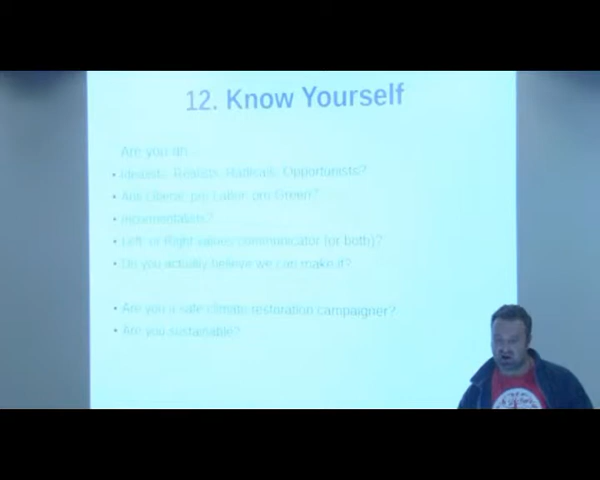 12. Know Yourself
Are you an...
• Idealists, Realists, Radicals, Opportunists?
• Anti Liberal, pro Labor, pro Green?
• Incrementalists?
• Left or Right values communicator (or both)?
• Do you actually believe we can make it?
• Are you a safe climate restoration campaigner?
• Are you sustainable?